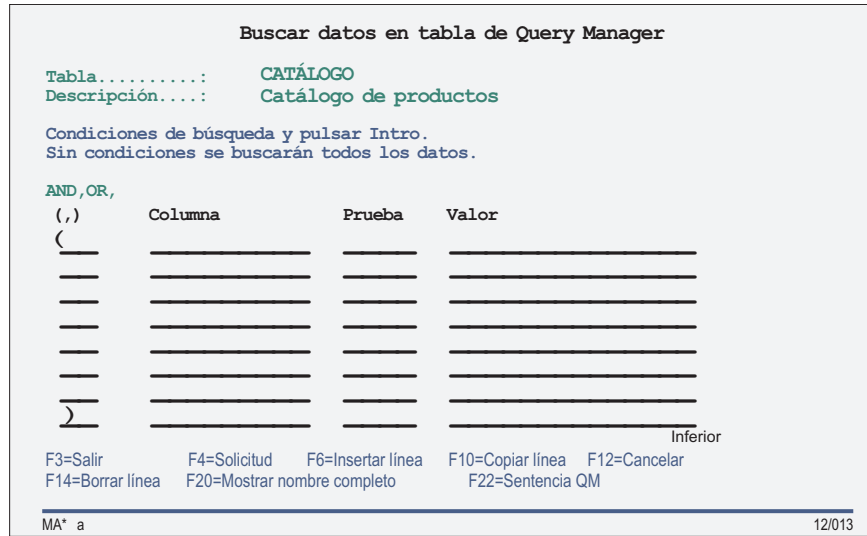 Buscar datos en tabla de Query Manager
Tabla..........: CATÁLOGO
Descripción....: Catálogo de productos
Condiciones de búsqueda y pulsar Intro.
Sin condiciones se buscarán todos los datos.
AND,OR,
(,) Columna Prueba Valor
(
)
Inferior
F3=Salir F4=Solicitud F6=Insertar línea F10=Copiar línea F12=Cancelar
F14=Borrar línea F20=Mostrar nombre completo F22=Sentencia QM
MA* a 12/013